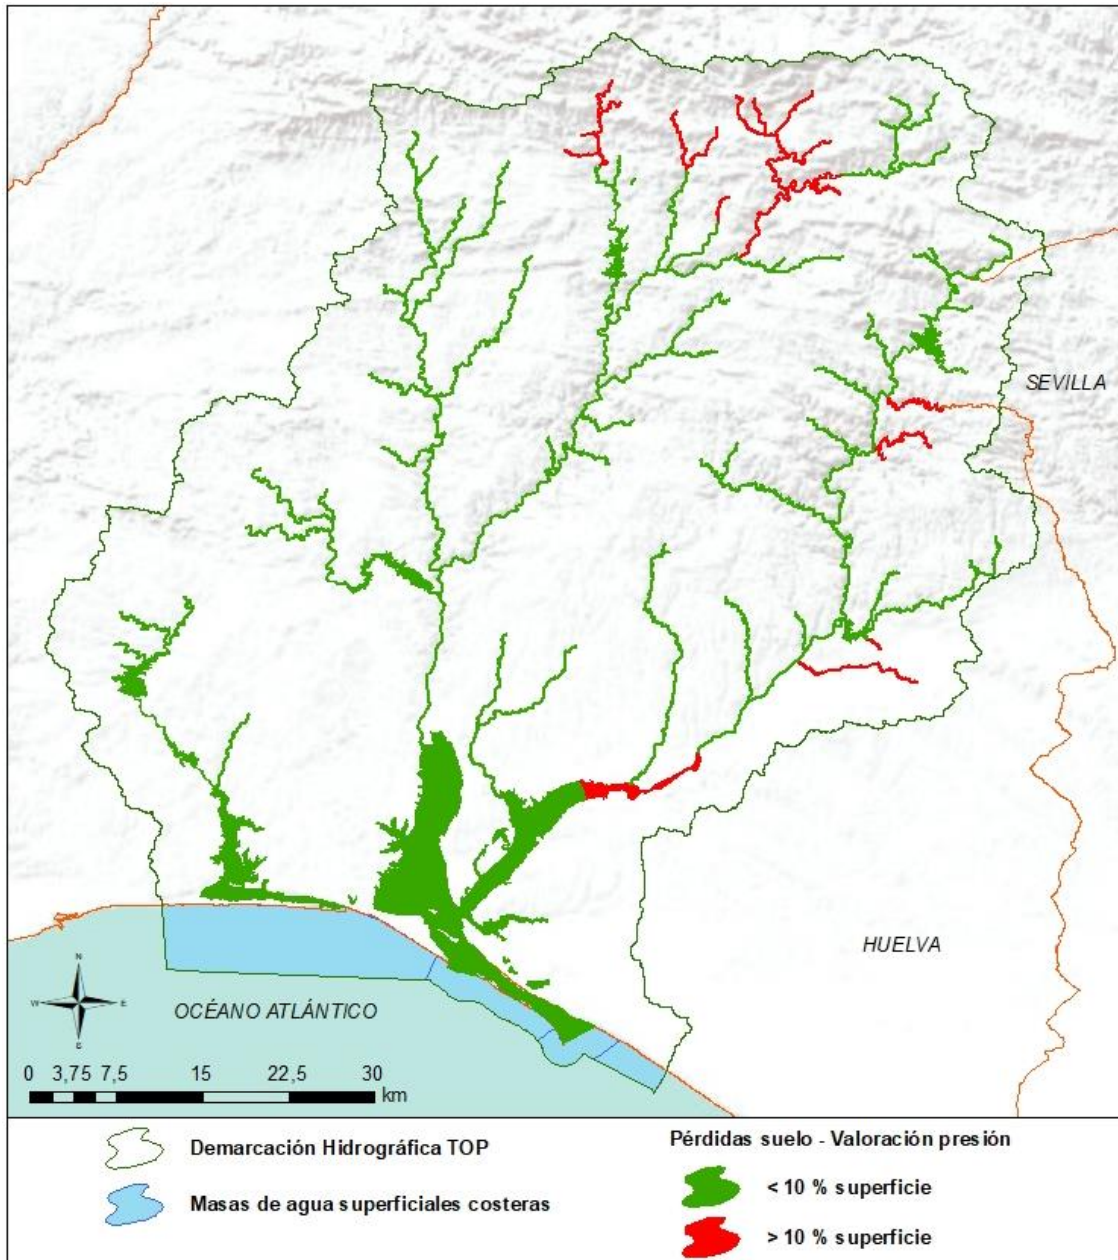 SEVILLA
HUELVA
N
W E
S
OCÉANO ATLÁNTICO
0 3,75 7,5 15 22,5 30
km
Demarcación Hidrográfica TOP
Masas de agua superficiales costeras
Pérdidas suelo - Valoración presión
< 10 % superficie
> 10 % superficie